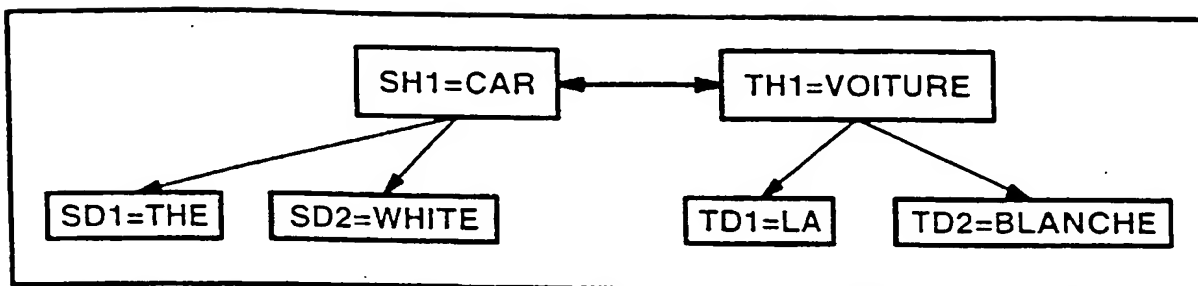 SH1=CAR
TH1=VOITURE
SD1=THE
SD2=WHITE
TD1=LA
TD2=BLANCHE